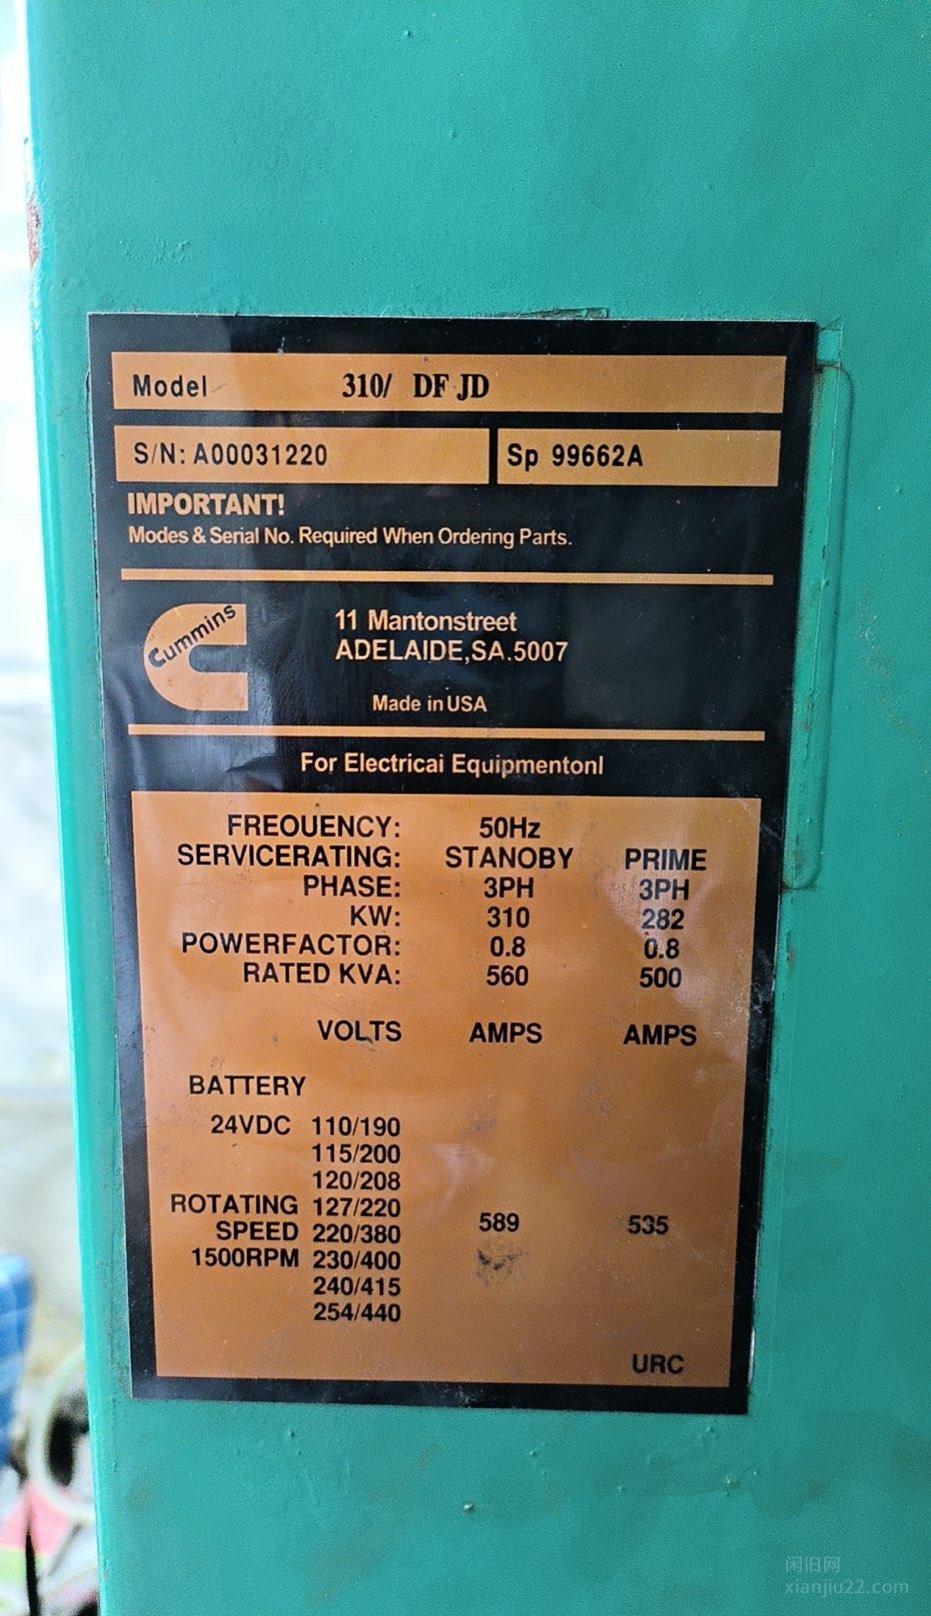 Model 310/ DF JD
S/N: A00031220 Sp 99662A
IMPORTANT!
Modes & Serial No. Required When Ordering Parts.
Cummins
11 Mantonstreet
ADELAIDE,SA.5007
Made in USA
For Electricai Equipmentonl
FREOUENCY: 50Hz
SERVICERATING: STANOBY PRIME
PHASE: 3PH 3PH
KW: 310 282
POWERFACTOR: 0.8 0.8
RATED KVA: 560 500
VOLTS AMPS AMPS
BATTERY
24VDC 110/190
115/200
120/208
ROTATING 127/220
SPEED 220/380 589 535
1500RPM 230/400
240/415
254/440
URC
闲旧网
xianjiu22.com